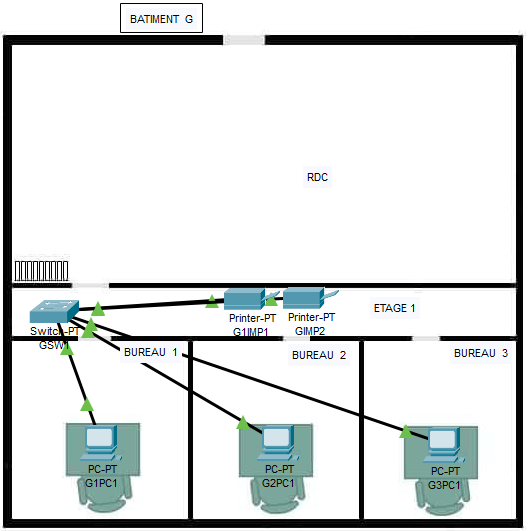 BATIMENT G
RDC
Printer-PT
G1IMP1
Printer-PT
GIMP2
ETAGE 1
Switch-PT
GSW1
BUREAU 1
BUREAU 2
BUREAU 3
PC-PT
G1PC1
PC-PT
G2PC1
PC-PT
G3PC1